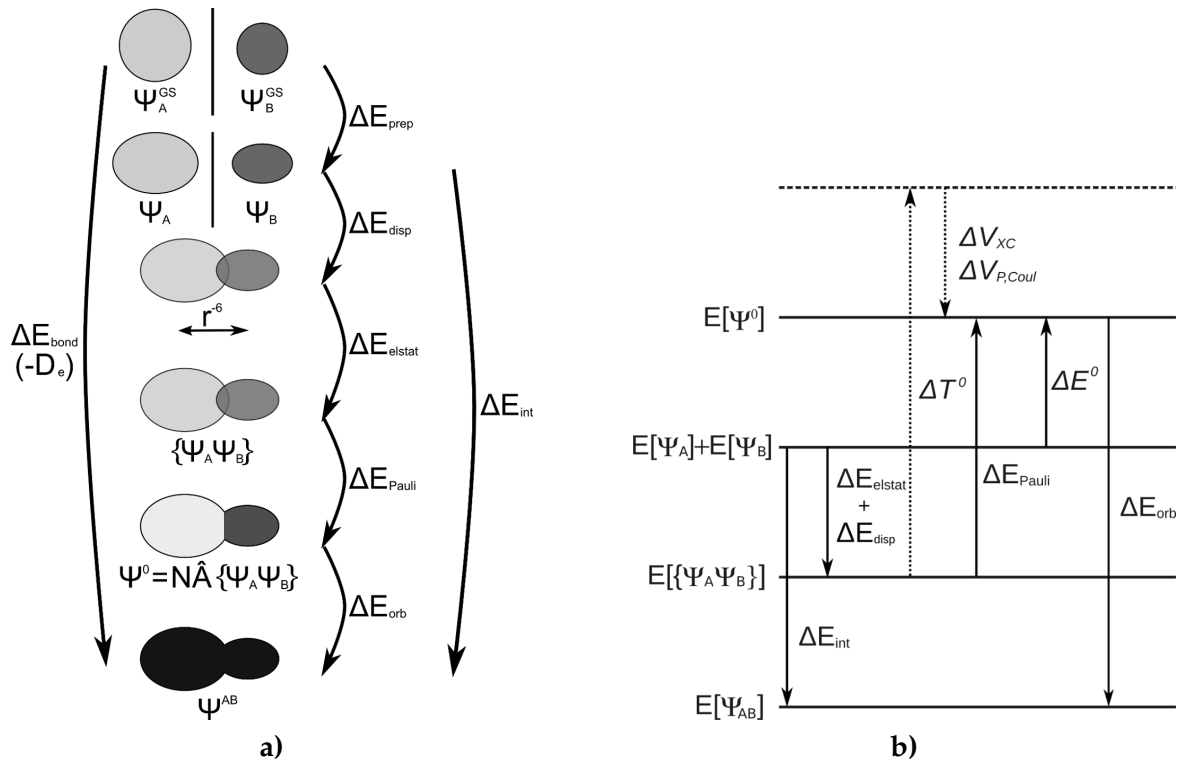 Ψ_A^GS
Ψ_B^GS
ΔE_prep
Ψ_A
Ψ_B
ΔE_disp
r^-6
ΔE_elstat
ΔE_bond
(-D_e)
ΔE_int
{Ψ_AΨ_B}
ΔE_Pauli
Ψ^0=NÂ{Ψ_AΨ_B}
ΔE_orb
Ψ^AB
a)
ΔV_XC
ΔV_P,Coul
E[Ψ^0]
ΔT^0
ΔE^0
E[Ψ_A]+E[Ψ_B]
ΔE_elstat
+
ΔE_disp
ΔE_Pauli
ΔE_orb
E[{Ψ_AΨ_B}]
ΔE_int
E[Ψ_AB]
b)